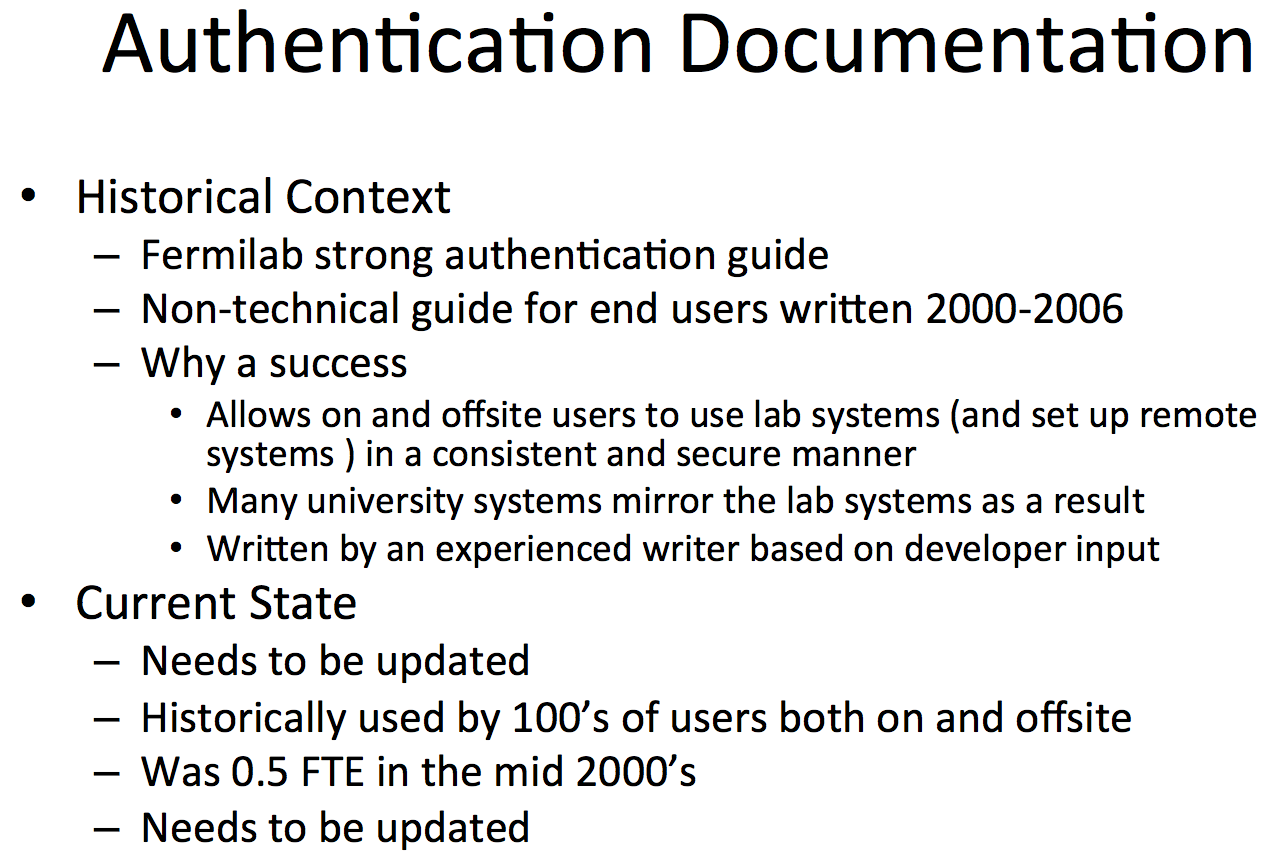 Authentication Documentation
• Historical Context
– Fermilab strong authentication guide
– Non-technical guide for end users written 2000-2006
– Why a success
• Allows on and offsite users to use lab systems (and set up remote
systems ) in a consistent and secure manner
• Many university systems mirror the lab systems as a result
• Written by an experienced writer based on developer input
• Current State
– Needs to be updated
– Historically used by 100’s of users both on and offsite
– Was 0.5 FTE in the mid 2000’s
– Needs to be updated